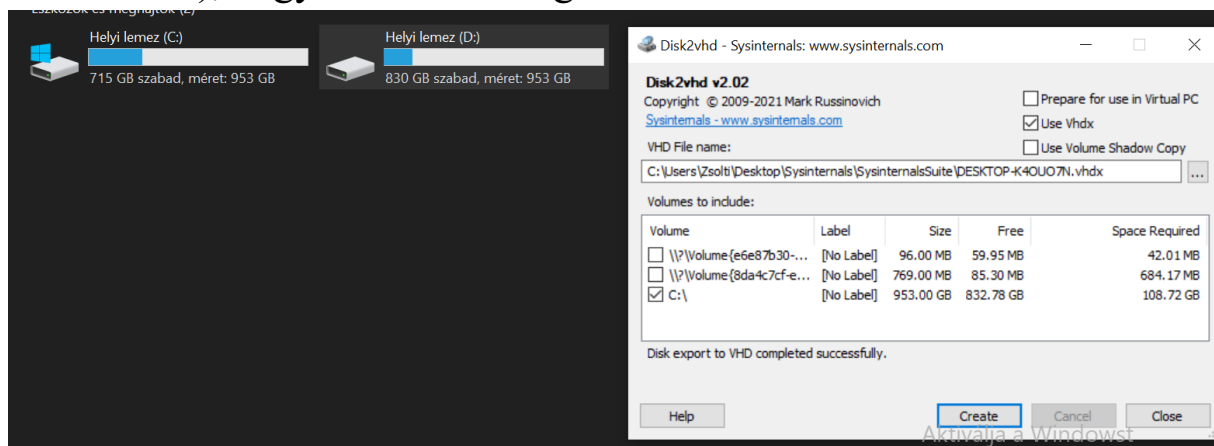 Helyi lemez (C:)
715 GB szabad, méret: 953 GB
Helyi lemez (D:)
830 GB szabad, méret: 953 GB
Disk2vhd - Sysinternals: www.sysinternals.com
Disk2vhd v2.02
Copyright © 2009-2021 Mark Russinovich
Sysinternals - www.sysinternals.com
Prepare for use in Virtual PC
Use Vhdx
Use Volume Shadow Copy
VHD File name:
C:\Users\Zsolti\Desktop\Sysinternals\SysinternalsSuite\DESKTOP-K4OUO7N.vhdx
...
Volumes to include:
Volume Label Size Free Space Required
\\?\Volume{e6e87b30-... [No Label] 96.00 MB 59.95 MB 42.01 MB
\\?\Volume{8da4c7cf-e... [No Label] 769.00 MB 85.30 MB 684.17 MB
C:\ [No Label] 953.00 GB 832.78 GB 108.72 GB
Disk export to VHD completed successfully.
Help Create Cancel Close
Aktiválja a Windowst